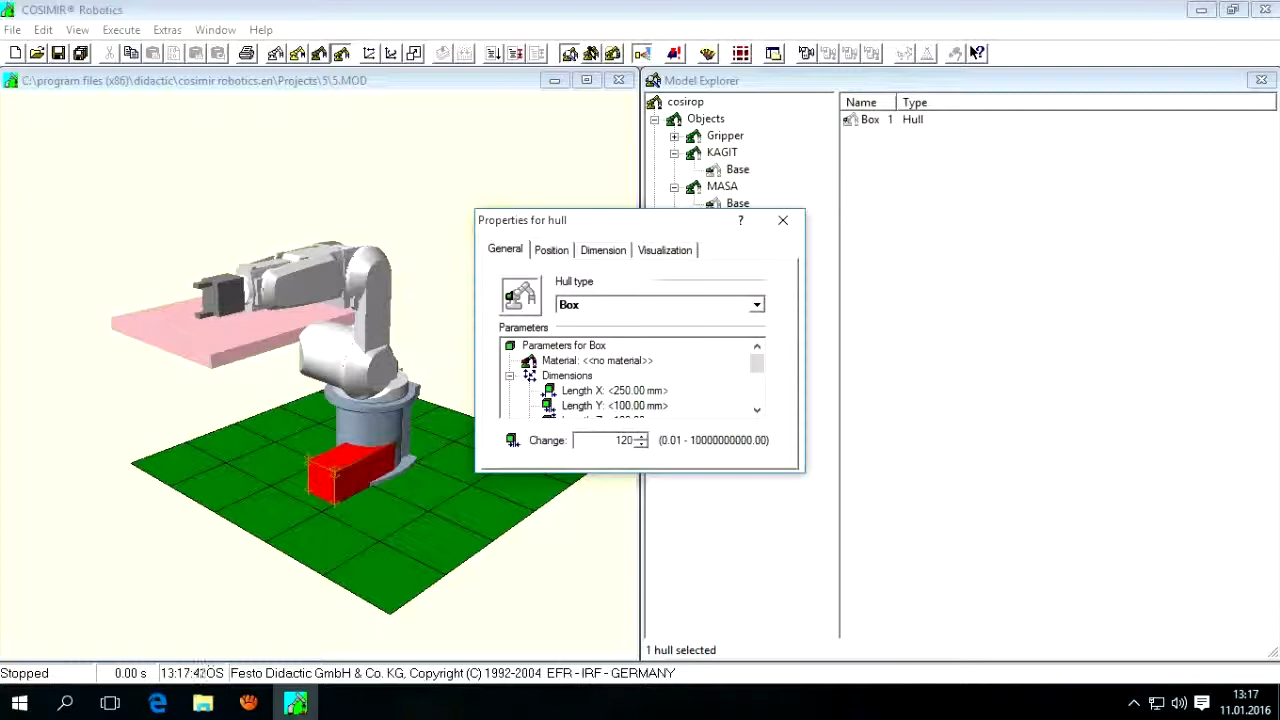 COSIMIR® Robotics
File Edit View Execute Extras Window Help
C:\program files (x86)\didactic\cosimir robotics.en\Projects\5\5.MOD
Model Explorer
cosirop
Objects
Gripper
KAGIT
Base
MASA
Base
Name Type
Box 1 Hull
Properties for hull
General Position Dimension Visualization
Hull type
Box
Parameters
Parameters for Box
Material: <<no material>>
Dimensions
Length X: <250.00 mm>
Length Y: <100.00 mm>
Change: 120 (0.01 - 10000000000.00)
1 hull selected
Stopped 0.00 s 13:17:42 OS Festo Didactic GmbH & Co. KG, Copyright (C) 1992-2004 EFR - IRF - GERMANY
13:17
11.01.2016